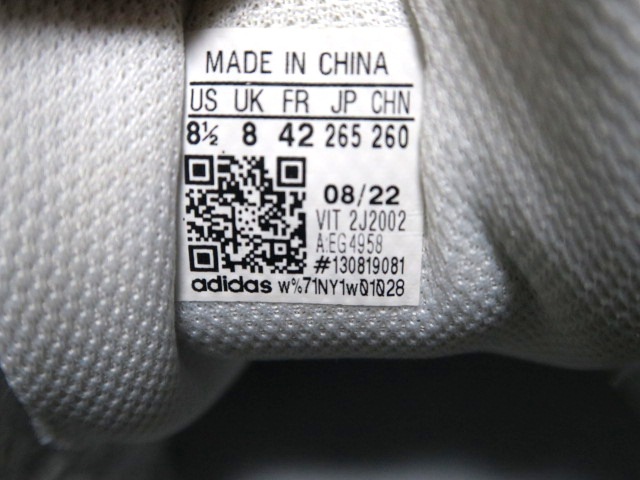 MADE IN CHINA
US UK FR JP CHN
8½ 8 42 265 260
08/22
VIT 2J2002
A:EG4958
#130819081
adidas w%71NY1w01028